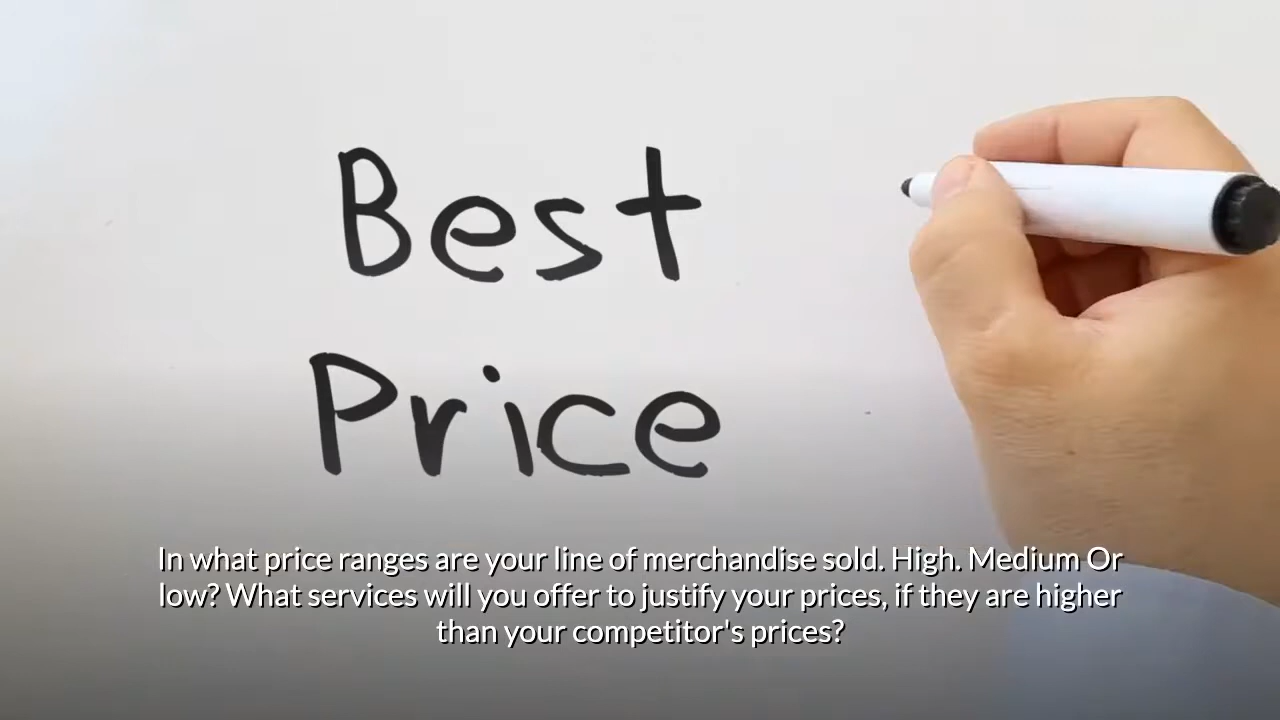 Best
Price
In what price ranges are your line of merchandise sold. High. Medium Or
low? What services will you offer to justify your prices, if they are higher
than your competitor's prices?